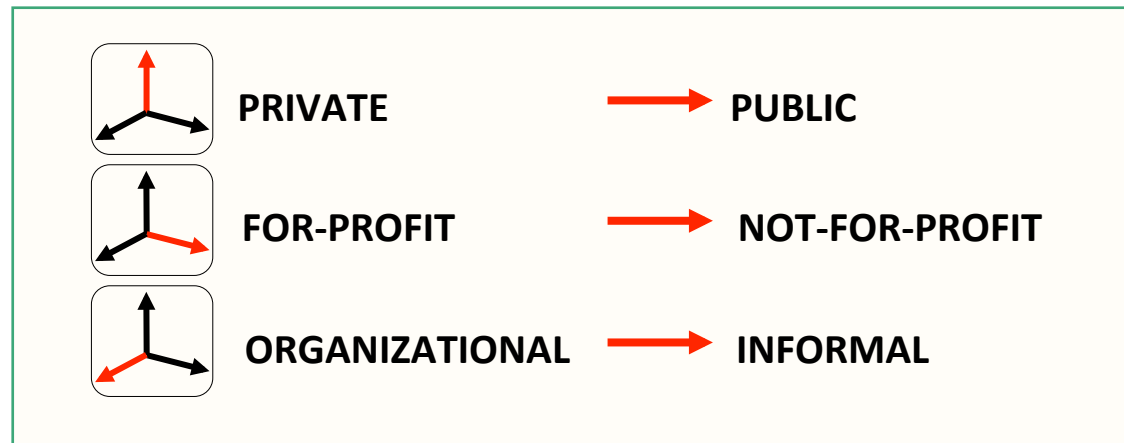 PRIVATE PUBLIC
FOR-PROFIT NOT-FOR-PROFIT
ORGANIZATIONAL INFORMAL